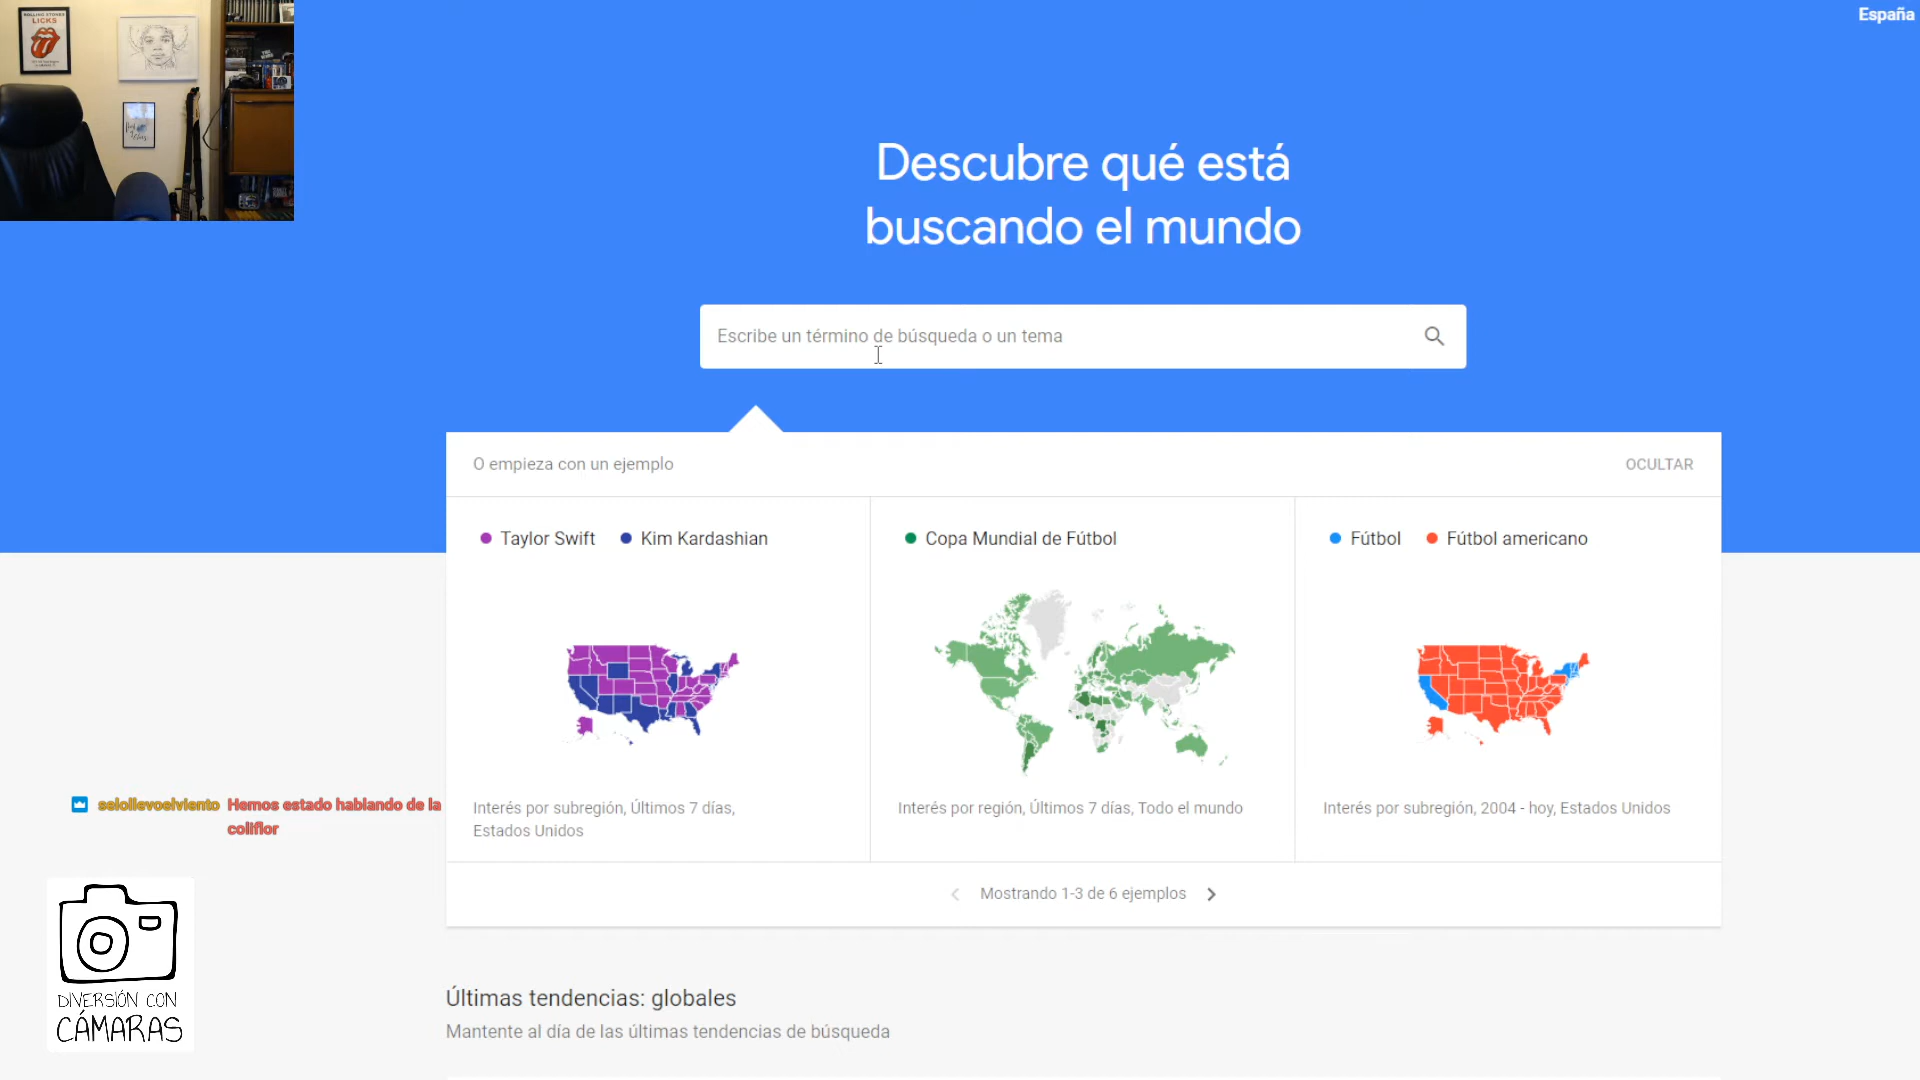 ROLLING STONES
LICKS
España
Descubre qué está
buscando el mundo
Escribe un término de búsqueda o un tema
O empieza con un ejemplo
OCULTAR
Taylor Swift Kim Kardashian
Copa Mundial de Fútbol
Fútbol Fútbol americano
Interés por subregión, Últimos 7 días,
Estados Unidos
Interés por región, Últimos 7 días, Todo el mundo
Interés por subregión, 2004 - hoy, Estados Unidos
selollevoelviento Hemos estado hablando de la
coliflor
Mostrando 1-3 de 6 ejemplos
DIVERSIÓN CON
CÁMARAS
Últimas tendencias: globales
Mantente al día de las últimas tendencias de búsqueda